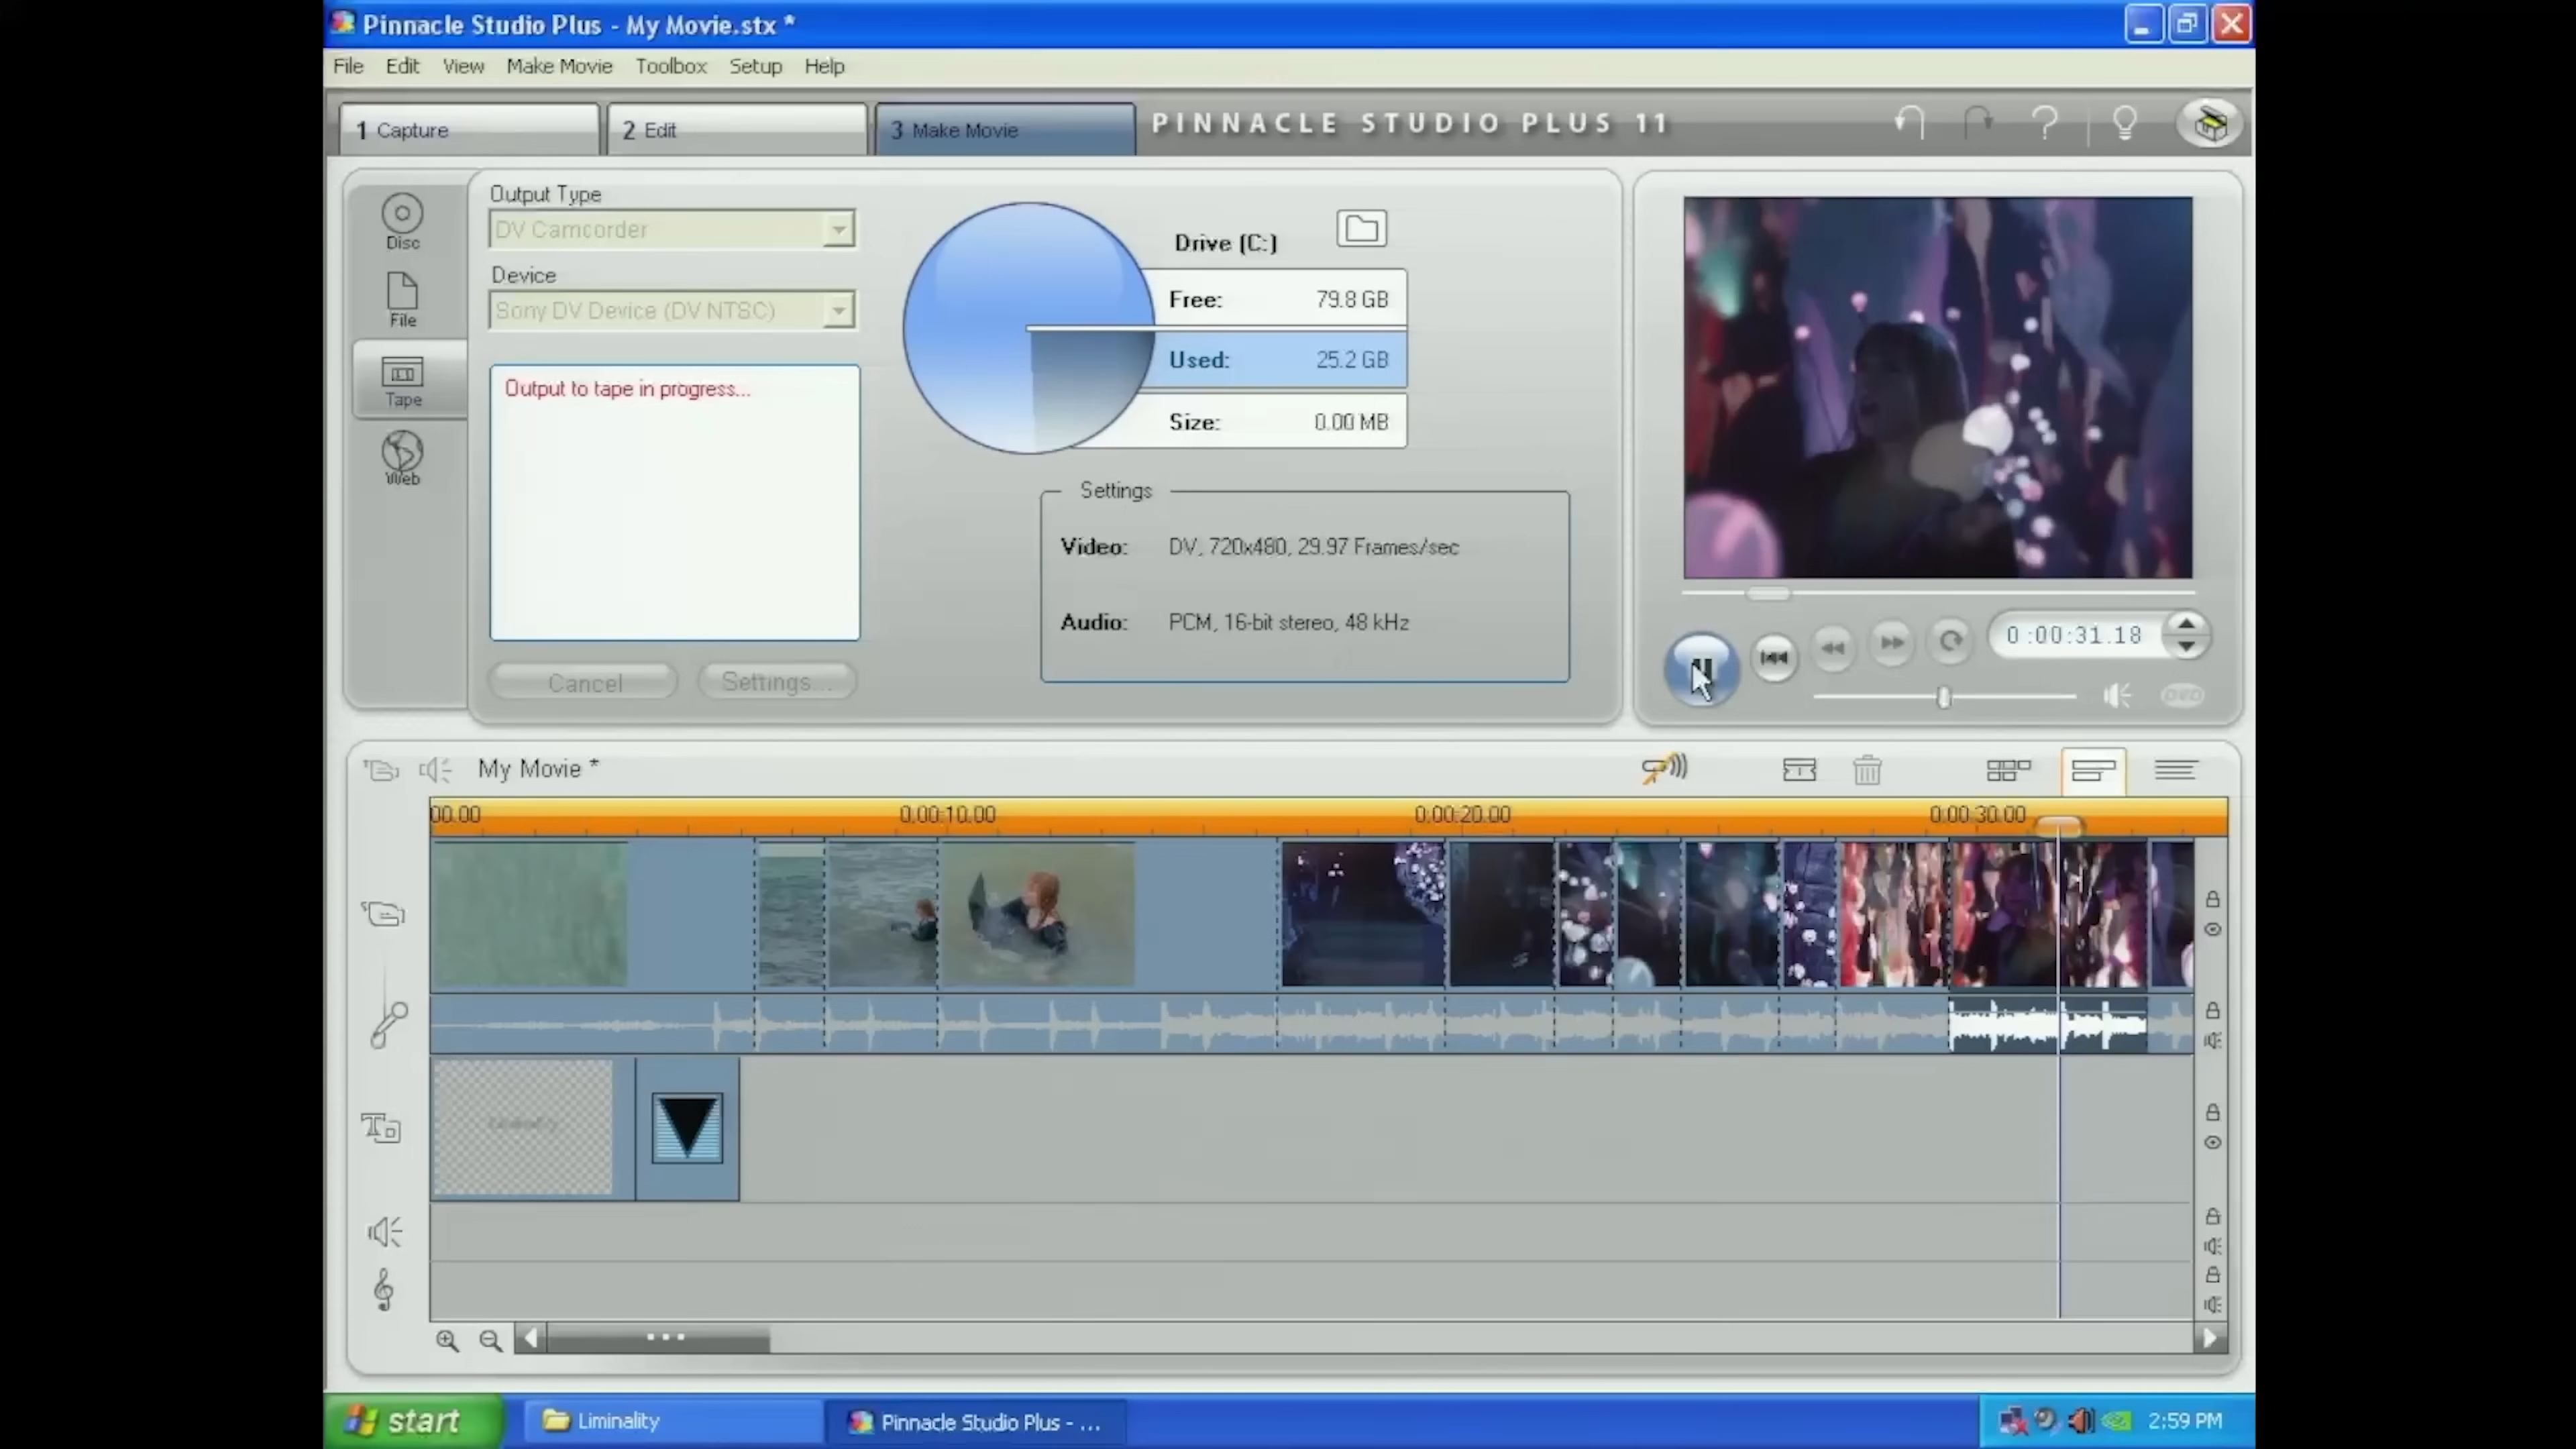 Pinnacle Studio Plus - My Movie.stx *
File Edit View Make Movie Toolbox Setup Help
1 Capture
2 Edit
3 Make Movie
PINNACLE STUDIO PLUS 11
Disc
File
Tape
Web
Output Type
DV Camcorder
Device
Sony DV Device (DV NTSC)
Output to tape in progress...
Cancel
Settings...
Drive (C:)
Free: 79.8 GB
Used: 25.2 GB
Size: 0.00 MB
Settings
Video: DV, 720x480, 29.97 Frames/sec
Audio: PCM, 16-bit stereo, 48 kHz
0:00:31.18
DVD
My Movie *
00.00 0:00:10.00 0:00:20.00 0:00:30.00
start
Liminality
Pinnacle Studio Plus - ...
2:59 PM